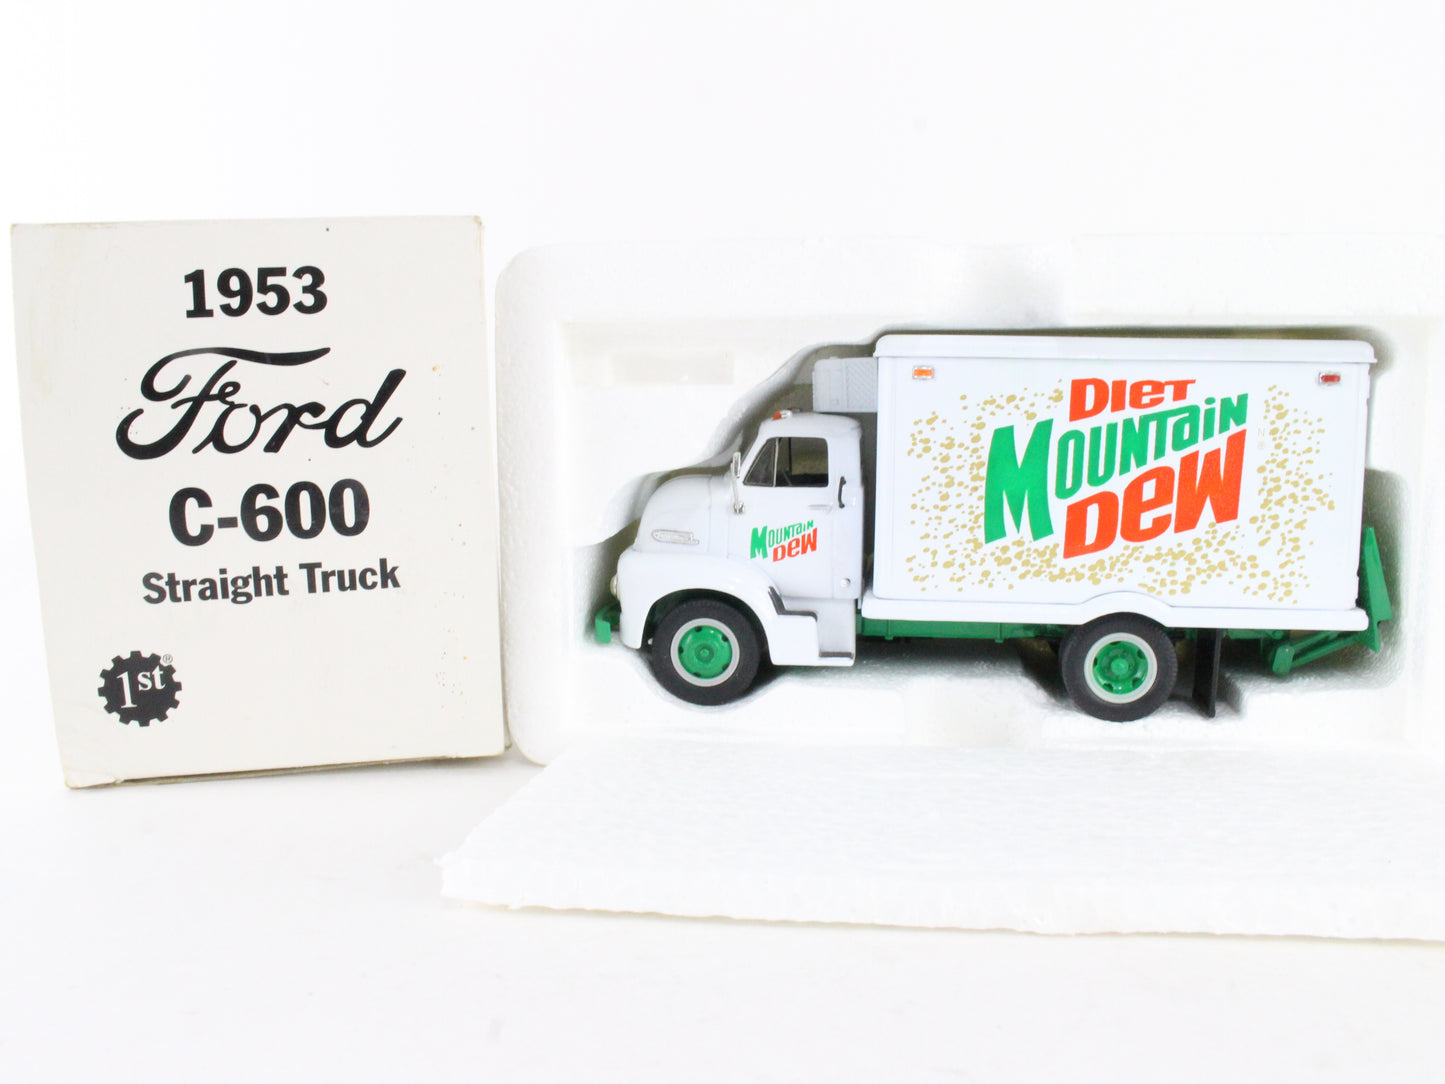 1953
Ford
C-600
Straight Truck
1st®
Diet
Mountain
Dew
Mountain
Dew